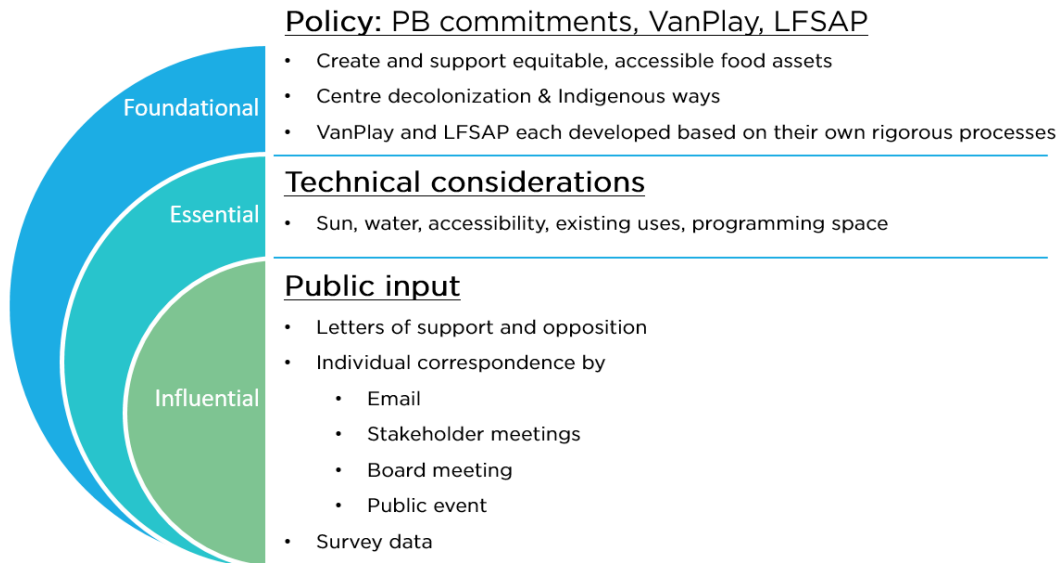 Policy: PB commitments, VanPlay, LFSAP
• Create and support equitable, accessible food assets
Foundational
• Centre decolonization & Indigenous ways
• VanPlay and LFSAP each developed based on their own rigorous processes
Technical considerations
Essential
• Sun, water, accessibility, existing uses, programming space
Public input
• Letters of support and opposition
• Individual correspondence by
• Email
Influential
• Stakeholder meetings
• Board meeting
• Public event
• Survey data